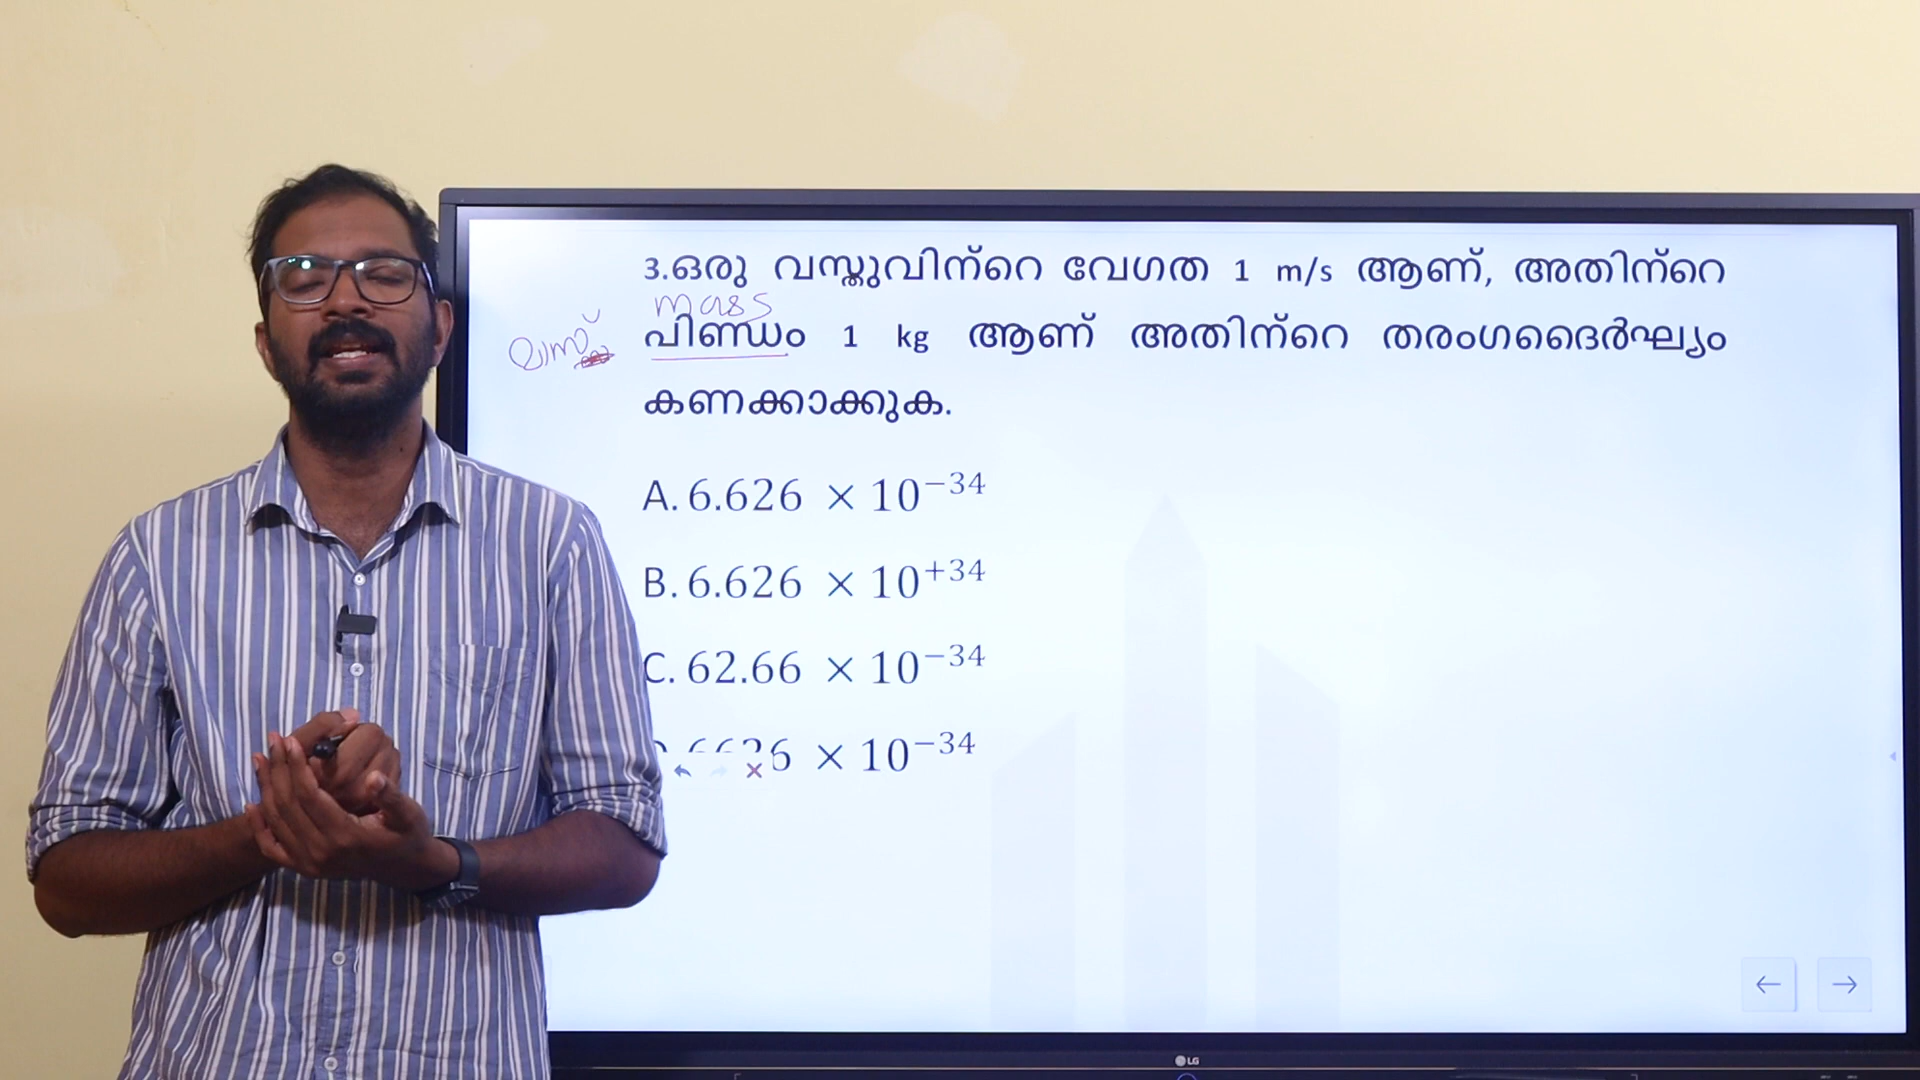 3.ഒരു വസ്തുവിന്റെ വേഗത 1 m/s ആണ്, അതിന്റെ
mass
പിണ്ഡം 1 kg ആണ് അതിന്റെ തരംഗദൈർഘ്യം
കണക്കാക്കുക.
A. 6.626 × 10⁻³⁴
B. 6.626 × 10⁺³⁴
C. 62.66 × 10⁻³⁴
6 × 10⁻³⁴
LG